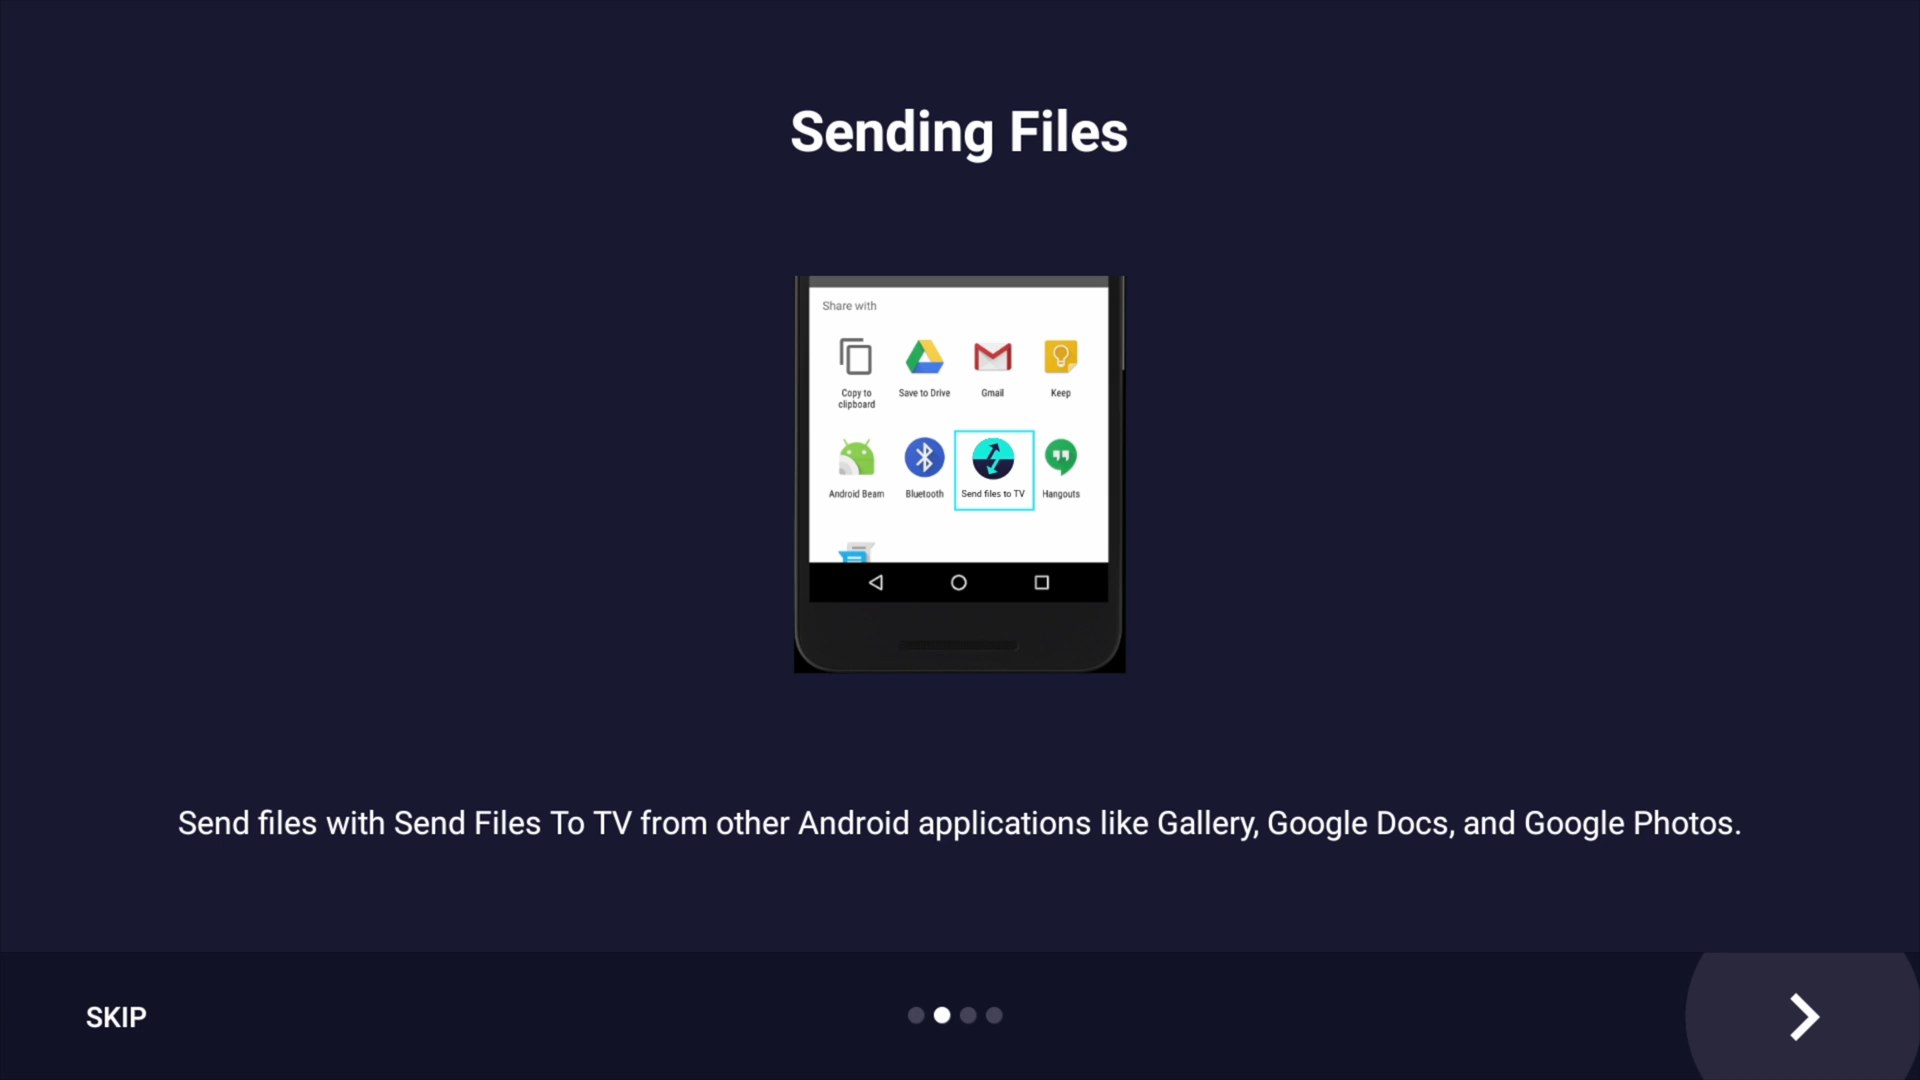 Sending Files
Share with
Copy to clipboard
Save to Drive
Gmail
Keep
Android Beam
Bluetooth
Send files to TV
Hangouts
Send files with Send Files To TV from other Android applications like Gallery, Google Docs, and Google Photos.
SKIP